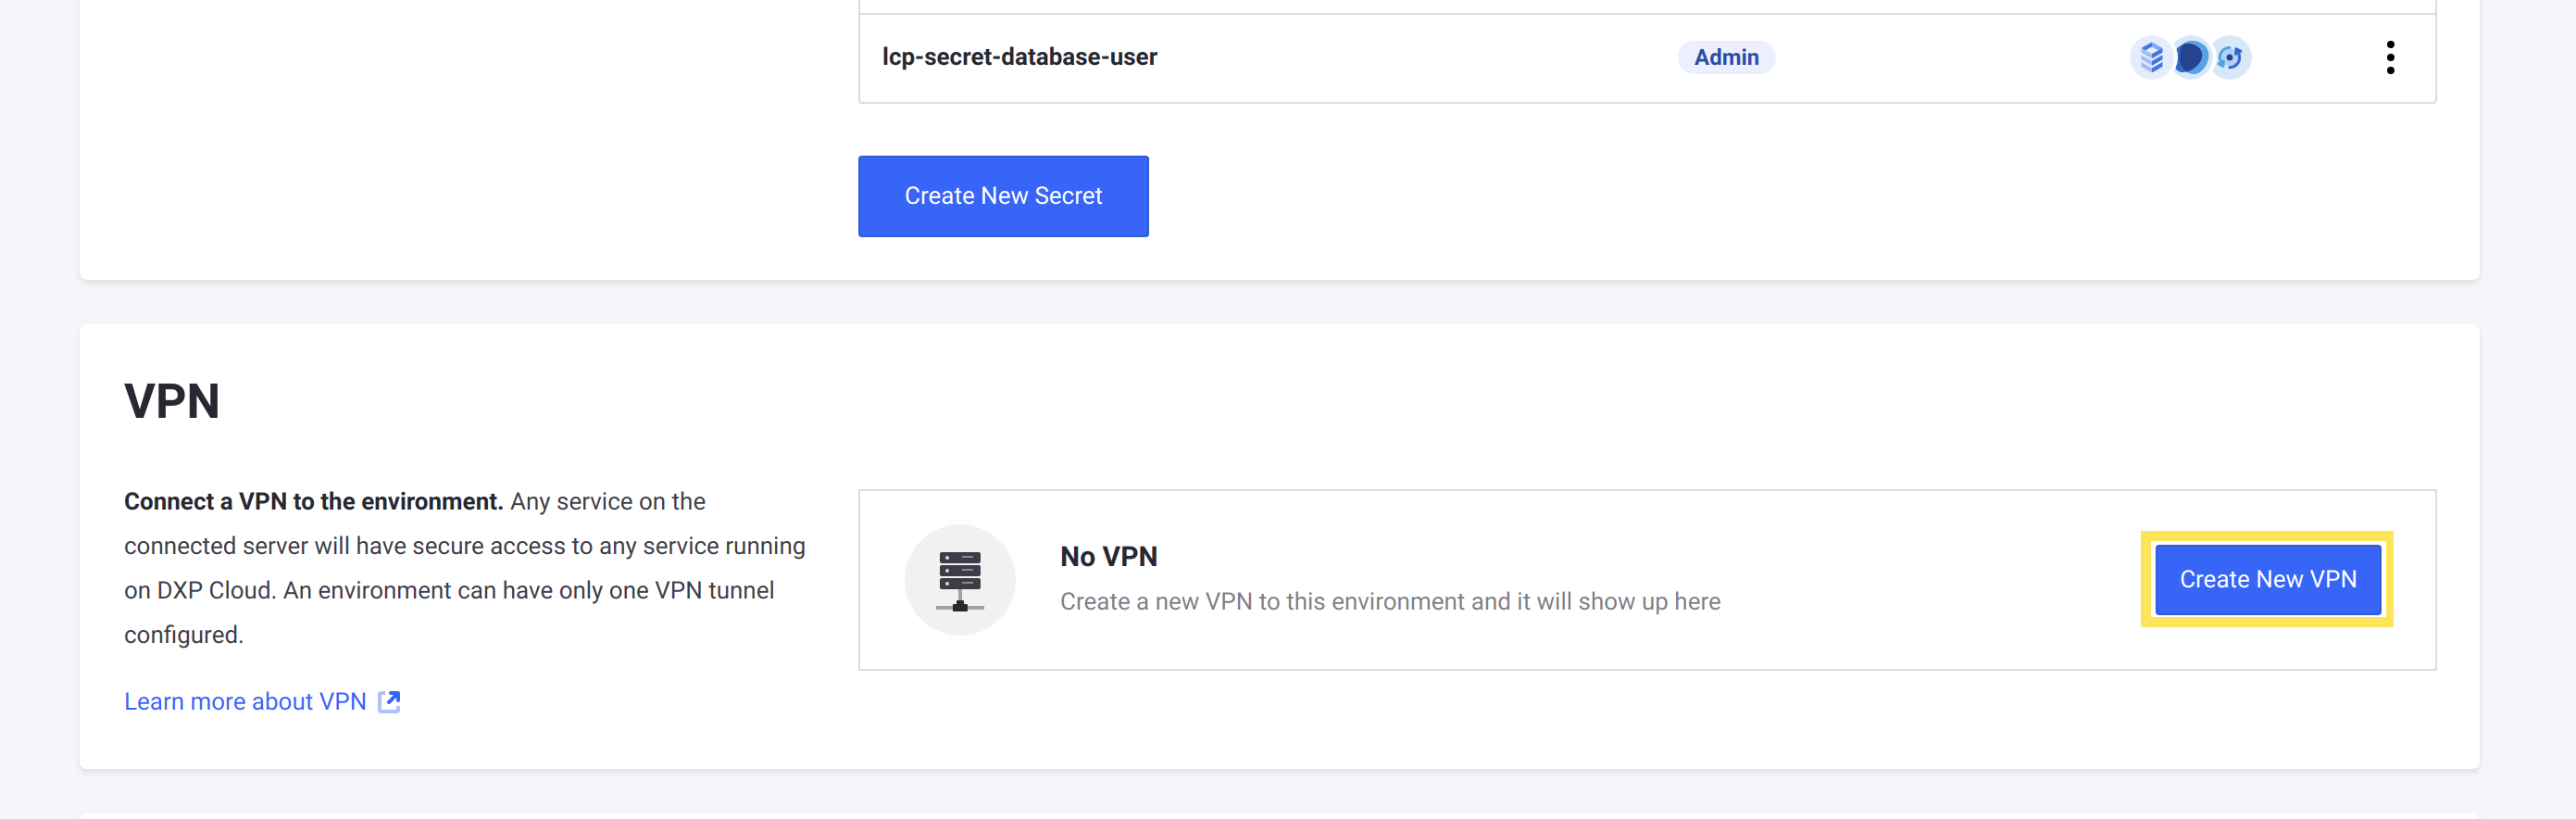 lcp-secret-database-user
Admin
Create New Secret
VPN
Connect a VPN to the environment. Any service on the
connected server will have secure access to any service running
on DXP Cloud. An environment can have only one VPN tunnel
configured.
Learn more about VPN
No VPN
Create a new VPN to this environment and it will show up here
Create New VPN